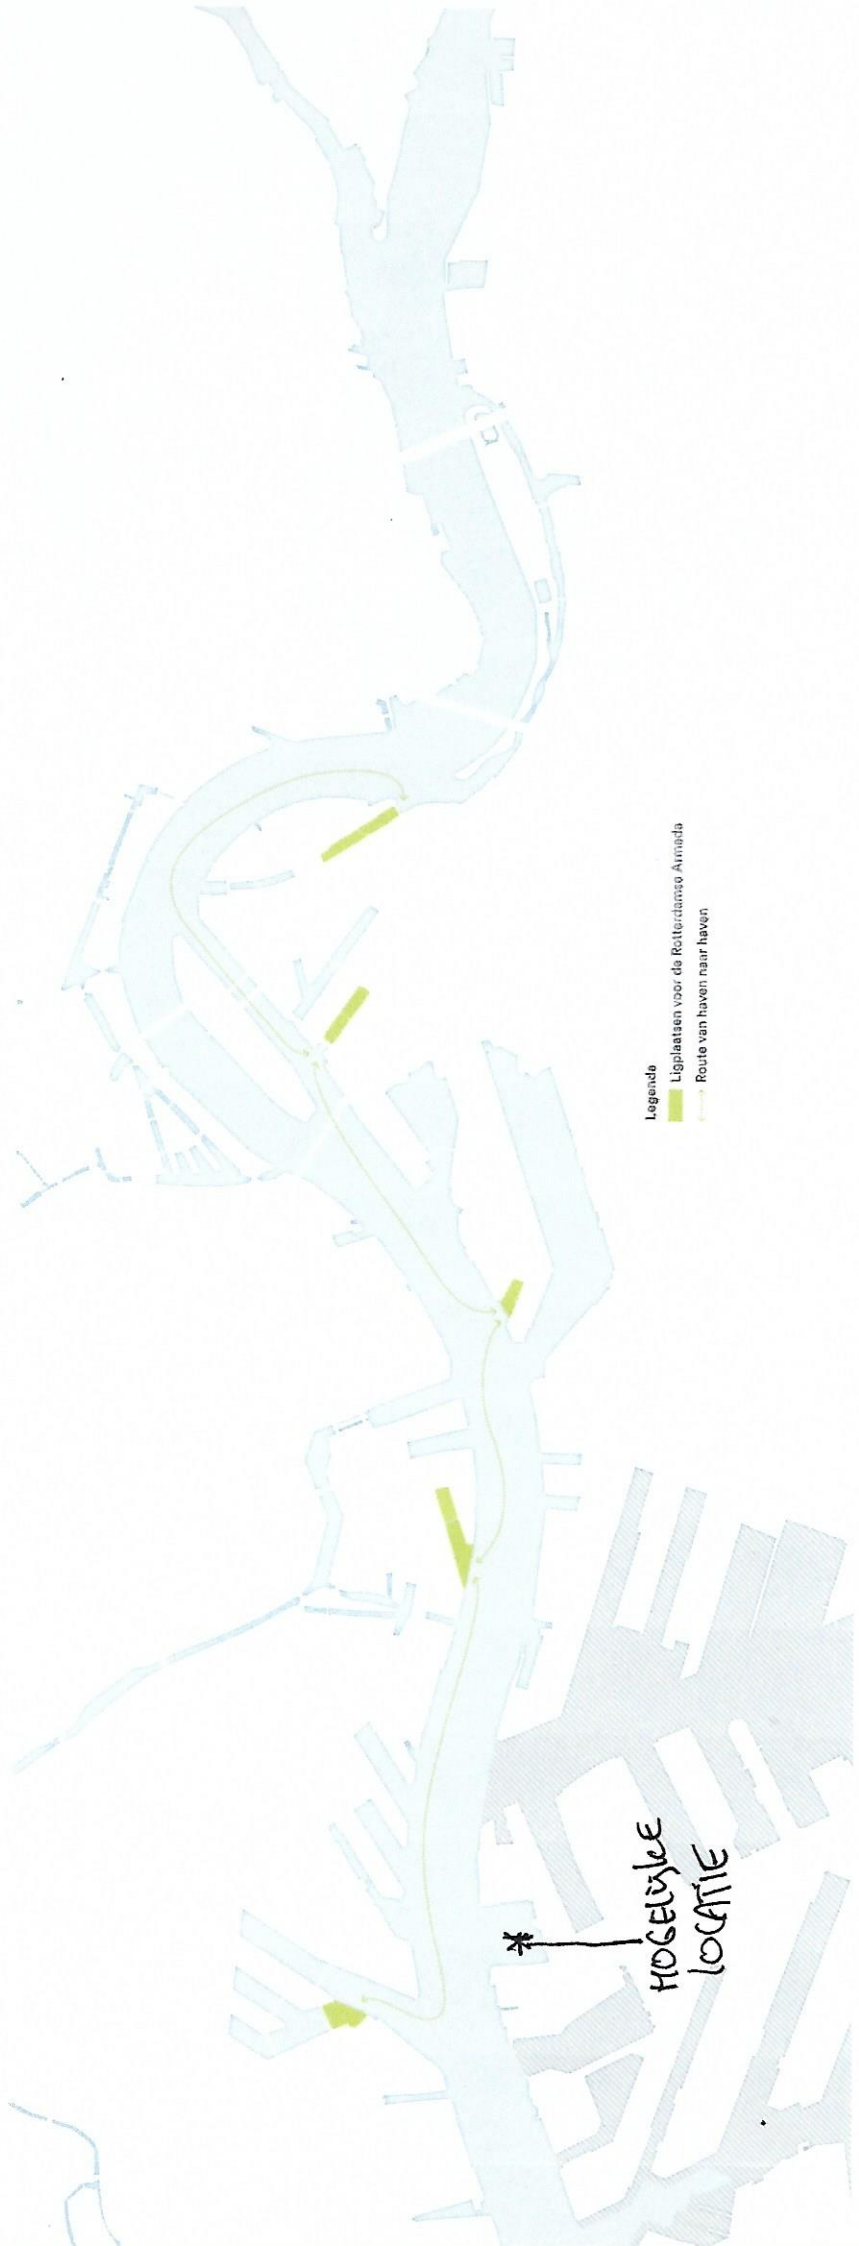 Legenda
Ligplaatsen voor de Rotterdamse Armada
Route van haven naar haven
MOGELIJKE
LOCATIE